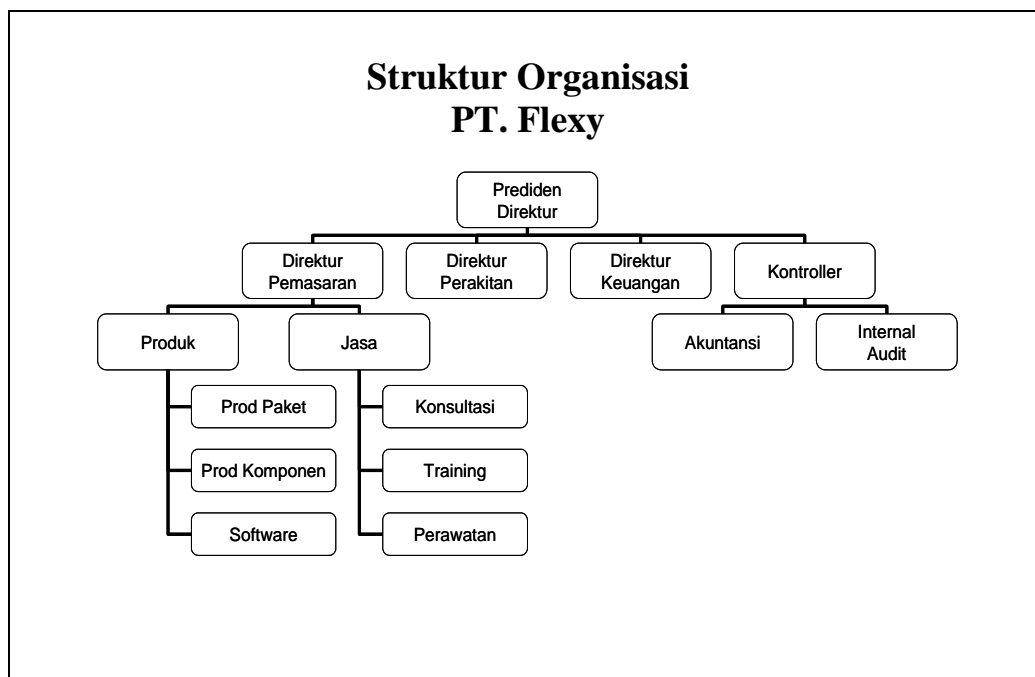 Struktur Organisasi
PT. Flexy
Prediden
Direktur
Direktur
Pemasaran
Direktur
Perakitan
Direktur
Keuangan
Kontroller
Produk
Jasa
Akuntansi
Internal
Audit
Prod Paket
Konsultasi
Prod Komponen
Training
Software
Perawatan